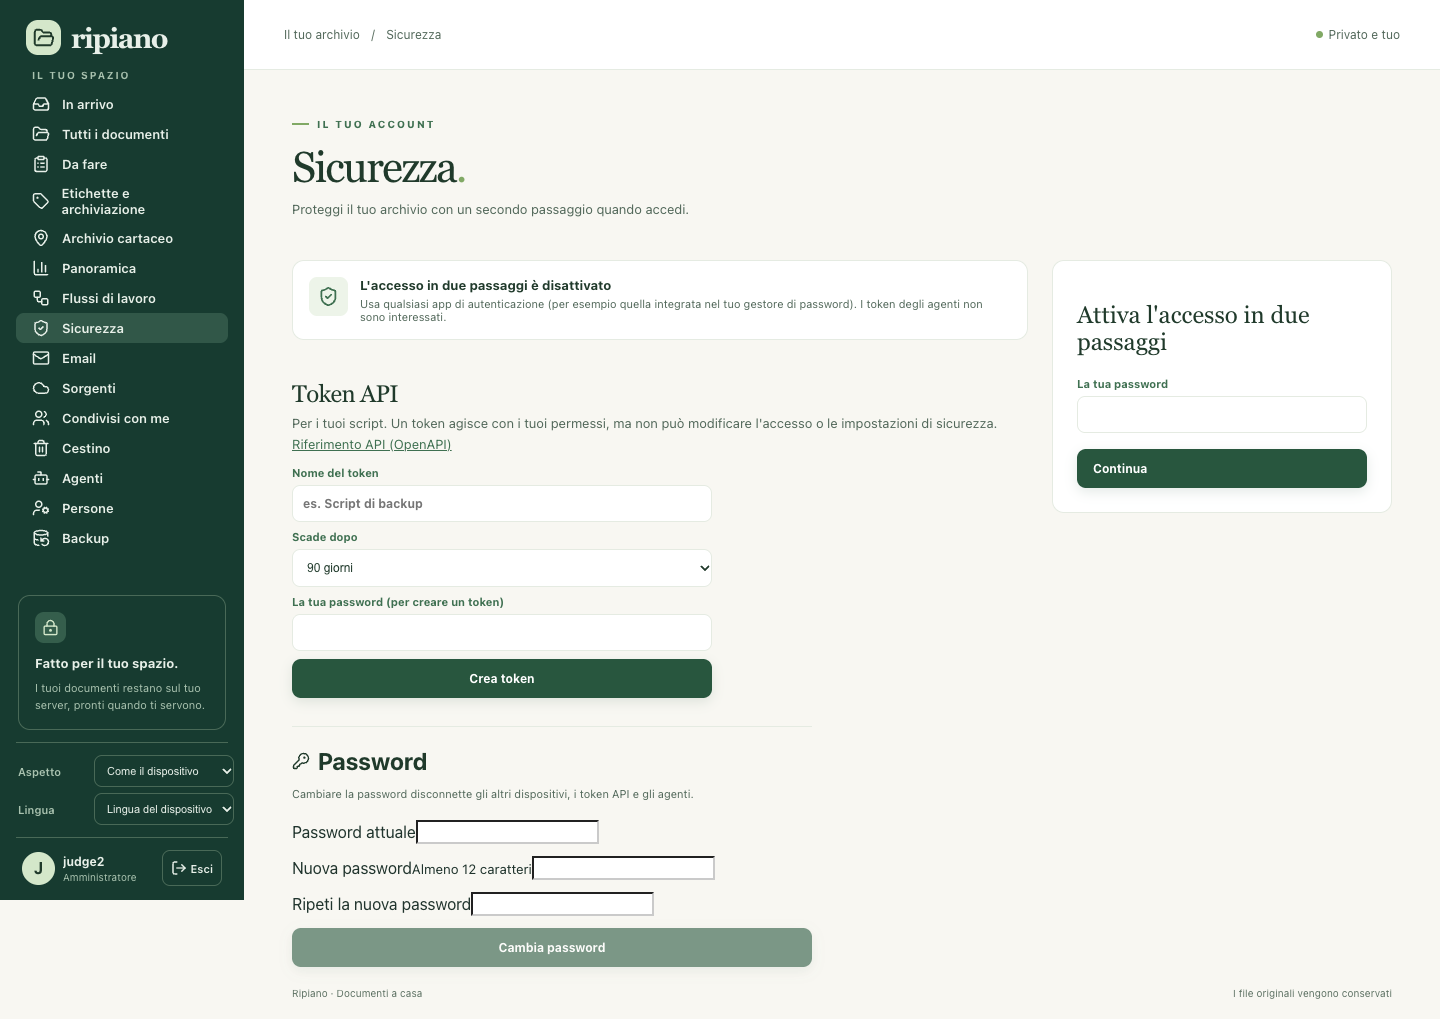 ripiano
IL TUO SPAZIO
In arrivo
Tutti i documenti
Da fare
Etichette e
archiviazione
Archivio cartaceo
Panoramica
Flussi di lavoro
Sicurezza
Email
Sorgenti
Condivisi con me
Cestino
Agenti
Persone
Backup
Fatto per il tuo spazio.
I tuoi documenti restano sul tuo
server, pronti quando ti servono.
Aspetto
Come il dispositivo
Lingua
Lingua del dispositivo
J
judge2
Amministratore
Esci
Il tuo archivio / Sicurezza
Privato e tuo
IL TUO ACCOUNT
Sicurezza.
Proteggi il tuo archivio con un secondo passaggio quando accedi.
L'accesso in due passaggi è disattivato
Usa qualsiasi app di autenticazione (per esempio quella integrata nel tuo gestore di password). I token degli agenti non
sono interessati.
Token API
Per i tuoi script. Un token agisce con i tuoi permessi, ma non può modificare l'accesso o le impostazioni di sicurezza.
Riferimento API (OpenAPI)
Nome del token
es. Script di backup
Scade dopo
90 giorni
La tua password (per creare un token)
Crea token
Password
Cambiare la password disconnette gli altri dispositivi, i token API e gli agenti.
Password attuale
Nuova passwordAlmeno 12 caratteri
Ripeti la nuova password
Cambia password
Attiva l'accesso in due
passaggi
La tua password
Continua
Ripiano · Documenti a casa
I file originali vengono conservati